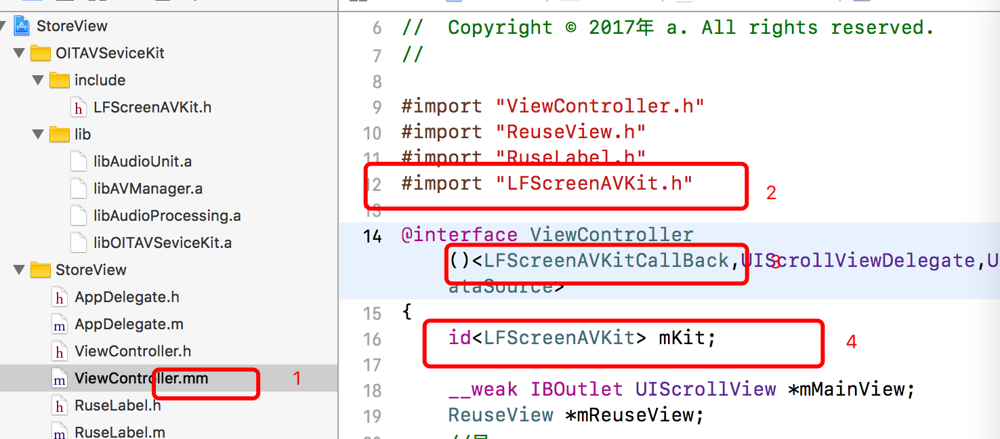 StoreView
OITAVSeviceKit
include
h LFScreenAVKit.h
lib
libAudioUnit.a
libAVManager.a
libAudioProcessing.a
libOITAVSeviceKit.a
StoreView
h AppDelegate.h
m AppDelegate.m
h ViewController.h
m ViewController.mm
1
h RuseLabel.h
m RuseLabel.m
6 // Copyright © 2017年 a. All rights reserved.
7 //
8
9 #import "ViewController.h"
10 #import "ReuseView.h"
11 #import "RuseLabel.h"
12 #import "LFScreenAVKit.h"
2
13
14 @interface ViewController
()<LFScreenAVKitCallBack,UIScrollViewDelegate,U
3
ataSource>
15 {
16 id<LFScreenAVKit> mKit;
4
17
18 __weak IBOutlet UIScrollView *mMainView;
19 ReuseView *mReuseView;